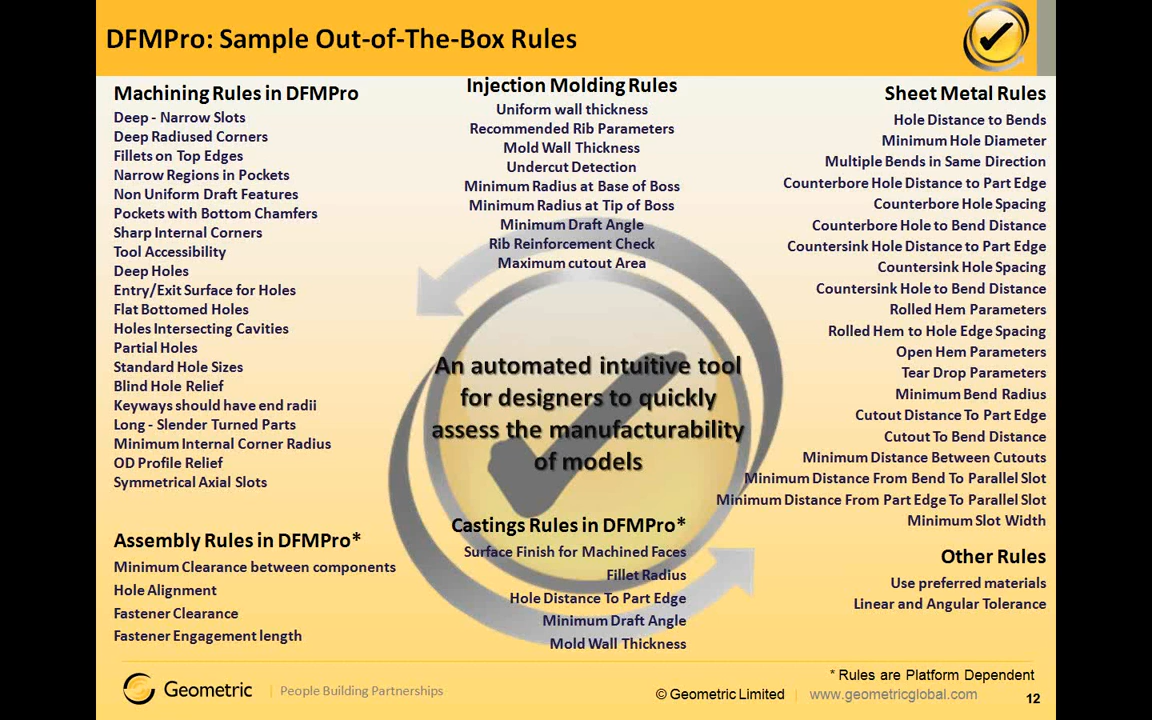 DFMPro: Sample Out-of-The-Box Rules
Machining Rules in DFMPro
Deep - Narrow Slots
Deep Radiused Corners
Fillets on Top Edges
Narrow Regions in Pockets
Non Uniform Draft Features
Pockets with Bottom Chamfers
Sharp Internal Corners
Tool Accessibility
Deep Holes
Entry/Exit Surface for Holes
Flat Bottomed Holes
Holes Intersecting Cavities
Partial Holes
Standard Hole Sizes
Blind Hole Relief
Keyways should have end radii
Long - Slender Turned Parts
Minimum Internal Corner Radius
OD Profile Relief
Symmetrical Axial Slots
Assembly Rules in DFMPro*
Minimum Clearance between components
Hole Alignment
Fastener Clearance
Fastener Engagement length
Injection Molding Rules
Uniform wall thickness
Recommended Rib Parameters
Mold Wall Thickness
Undercut Detection
Minimum Radius at Base of Boss
Minimum Radius at Tip of Boss
Minimum Draft Angle
Rib Reinforcement Check
Maximum cutout Area
An automated intuitive tool
for designers to quickly
assess the manufacturability
of models
Castings Rules in DFMPro*
Surface Finish for Machined Faces
Fillet Radius
Hole Distance To Part Edge
Minimum Draft Angle
Mold Wall Thickness
Sheet Metal Rules
Hole Distance to Bends
Minimum Hole Diameter
Multiple Bends in Same Direction
Counterbore Hole Distance to Part Edge
Counterbore Hole Spacing
Counterbore Hole to Bend Distance
Countersink Hole Distance to Part Edge
Countersink Hole Spacing
Countersink Hole to Bend Distance
Rolled Hem Parameters
Rolled Hem to Hole Edge Spacing
Open Hem Parameters
Tear Drop Parameters
Minimum Bend Radius
Cutout Distance To Part Edge
Cutout To Bend Distance
Minimum Distance Between Cutouts
Minimum Distance From Bend To Parallel Slot
Minimum Distance From Part Edge To Parallel Slot
Minimum Slot Width
Other Rules
Use preferred materials
Linear and Angular Tolerance
* Rules are Platform Dependent
Geometric | People Building Partnerships
© Geometric Limited | www.geometricglobal.com
12